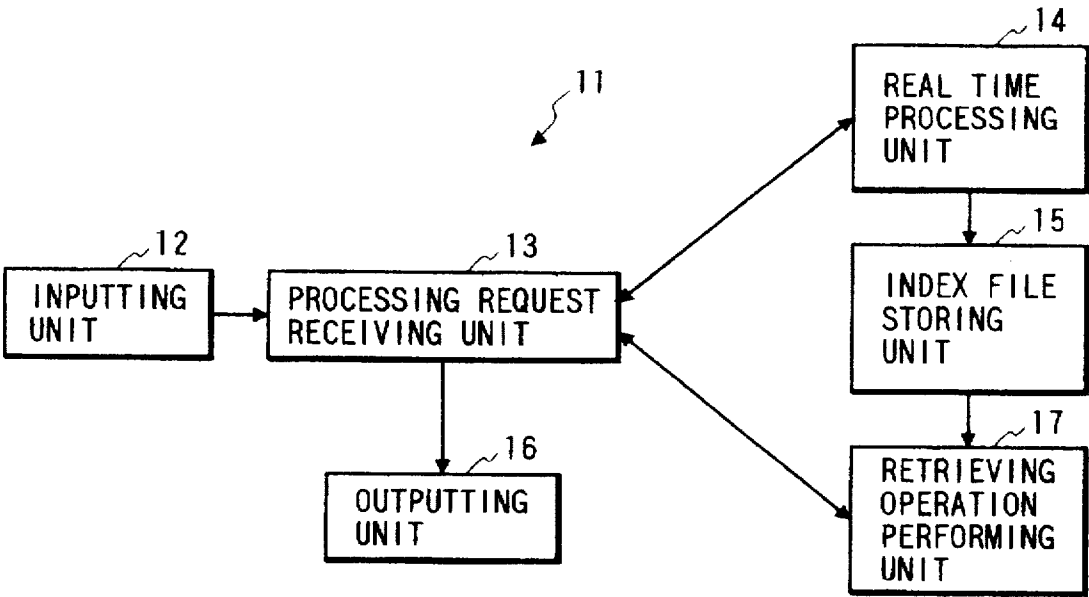 14
REAL TIME
PROCESSING
UNIT
11
12
INPUTTING
UNIT
13
PROCESSING REQUEST
RECEIVING UNIT
15
INDEX FILE
STORING
UNIT
16
OUTPUTTING
UNIT
17
RETRIEVING
OPERATION
PERFORMING
UNIT